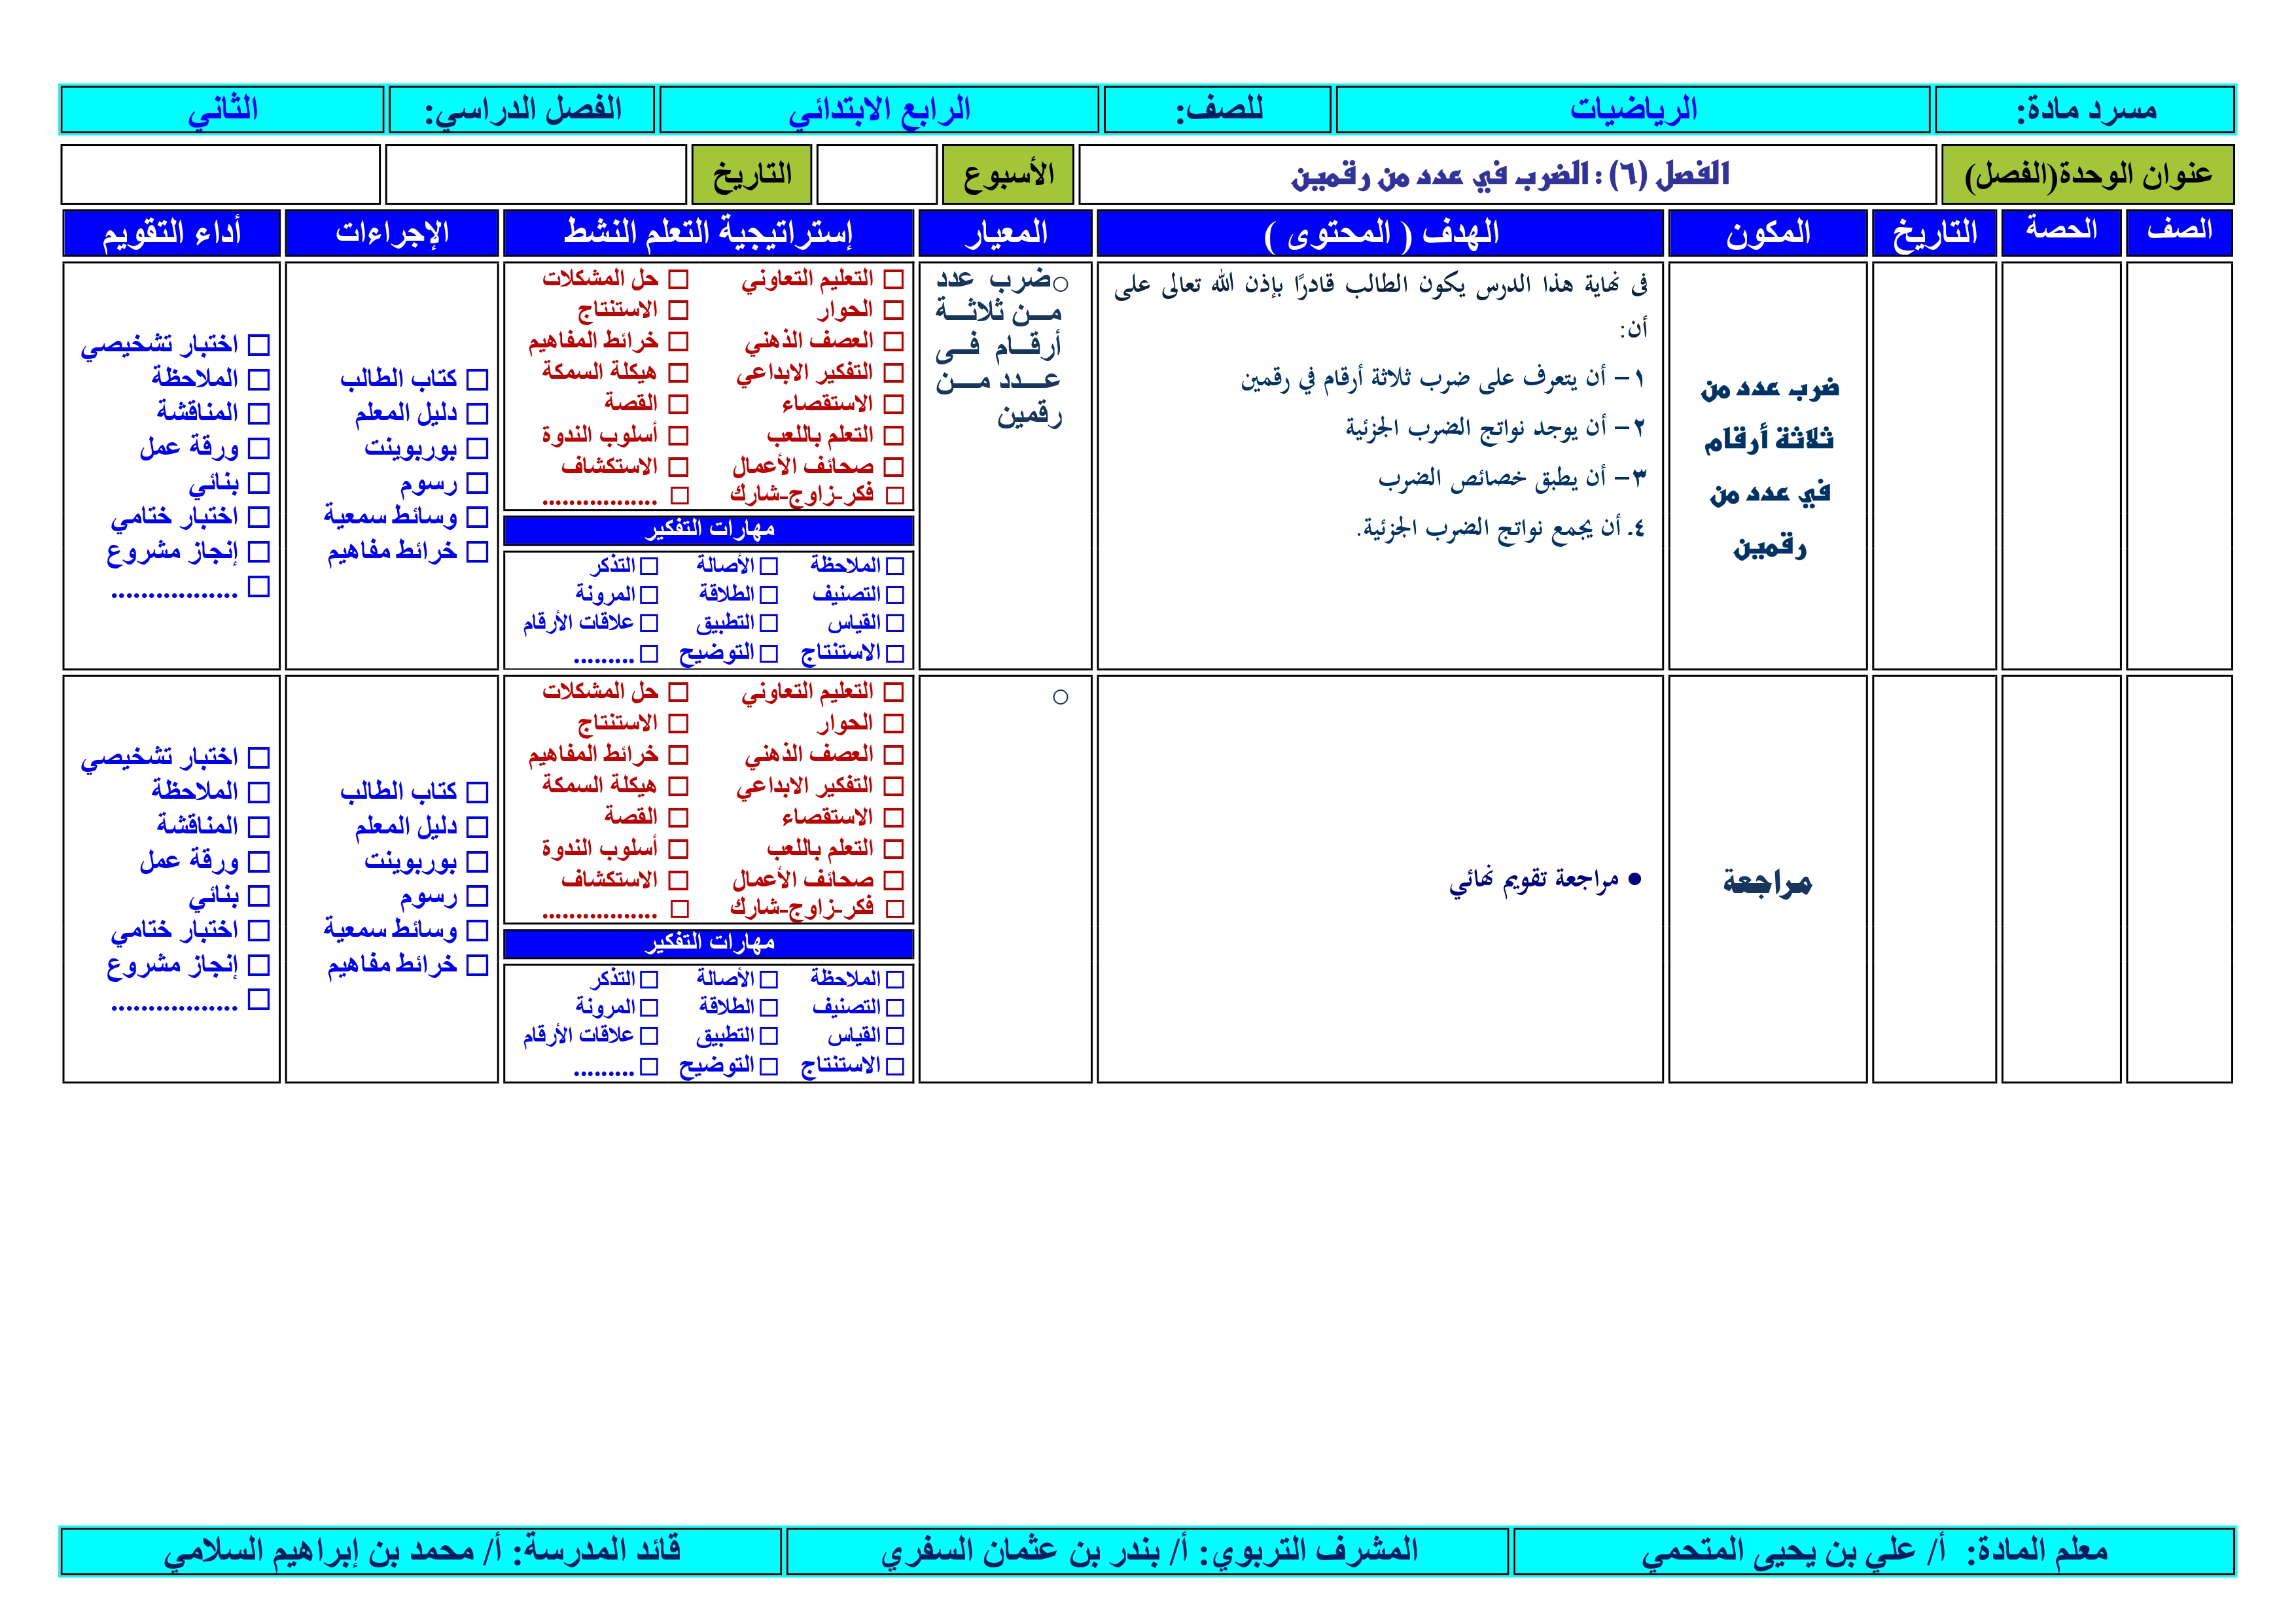 مسرد مادة: الرياضيات للصف: الرابع الابتدائي الفصل الدراسي: الثاني
عنوان الوحدة(الفصل) الفصل (٦) : الضرب في عدد من رقمين الأسبوع التاريخ
الصف الحصة التاريخ المكون الهدف ( المحتوى ) المعيار إستراتيجية التعلم النشط الإجراءات أداء التقويم
ضرب عدد من
ثلاثة أرقام
في عدد من
رقمين
فى نهاية هذا الدرس يكون الطالب قادرًا بإذن الله تعالى على
أن:
١– أن يتعرف على ضرب ثلاثة أرقام في رقمين
٢– أن يوجد نواتج الضرب الجزئية
٣– أن يطبق خصائص الضرب
٤. أن يجمع نواتج الضرب الجزئية.
○ضرب عدد
مـن ثلاثـة
أرقـام فـى
عـدد مـن
رقمين
□ التعليم التعاوني □ حل المشكلات
□ الحوار □ الاستنتاج
□ العصف الذهني □ خرائط المفاهيم
□ التفكير الابداعي □ هيكلة السمكة
□ الاستقصاء □ القصة
□ التعلم باللعب □ أسلوب الندوة
□ صحائف الأعمال □ الاستكشاف
□ فكر-زاوج-شارك □ .................
مهارات التفكير
□ الملاحظة □ الأصالة □ التذكر
□ التصنيف □ الطلاقة □ المرونة
□ القياس □ التطبيق □ علاقات الأرقام
□ الاستنتاج □ التوضيح □ .........
□ كتاب الطالب
□ دليل المعلم
□ بوربوينت
□ رسوم
□ وسائط سمعية
□ خرائط مفاهيم
□ اختبار تشخيصي
□ الملاحظة
□ المناقشة
□ ورقة عمل
□ بنائي
□ اختبار ختامي
□ إنجاز مشروع
□ .................
مراجعة
● مراجعة تقويم نهائي
○
□ التعليم التعاوني □ حل المشكلات
□ الحوار □ الاستنتاج
□ العصف الذهني □ خرائط المفاهيم
□ التفكير الابداعي □ هيكلة السمكة
□ الاستقصاء □ القصة
□ التعلم باللعب □ أسلوب الندوة
□ صحائف الأعمال □ الاستكشاف
□ فكر-زاوج-شارك □ .................
مهارات التفكير
□ الملاحظة □ الأصالة □ التذكر
□ التصنيف □ الطلاقة □ المرونة
□ القياس □ التطبيق □ علاقات الأرقام
□ الاستنتاج □ التوضيح □ .........
□ كتاب الطالب
□ دليل المعلم
□ بوربوينت
□ رسوم
□ وسائط سمعية
□ خرائط مفاهيم
□ اختبار تشخيصي
□ الملاحظة
□ المناقشة
□ ورقة عمل
□ بنائي
□ اختبار ختامي
□ إنجاز مشروع
□ .................
معلم المادة: أ/ علي بن يحيى المتحمي المشرف التربوي: أ/ بندر بن عثمان السفري قائد المدرسة: أ/ محمد بن إبراهيم السلامي